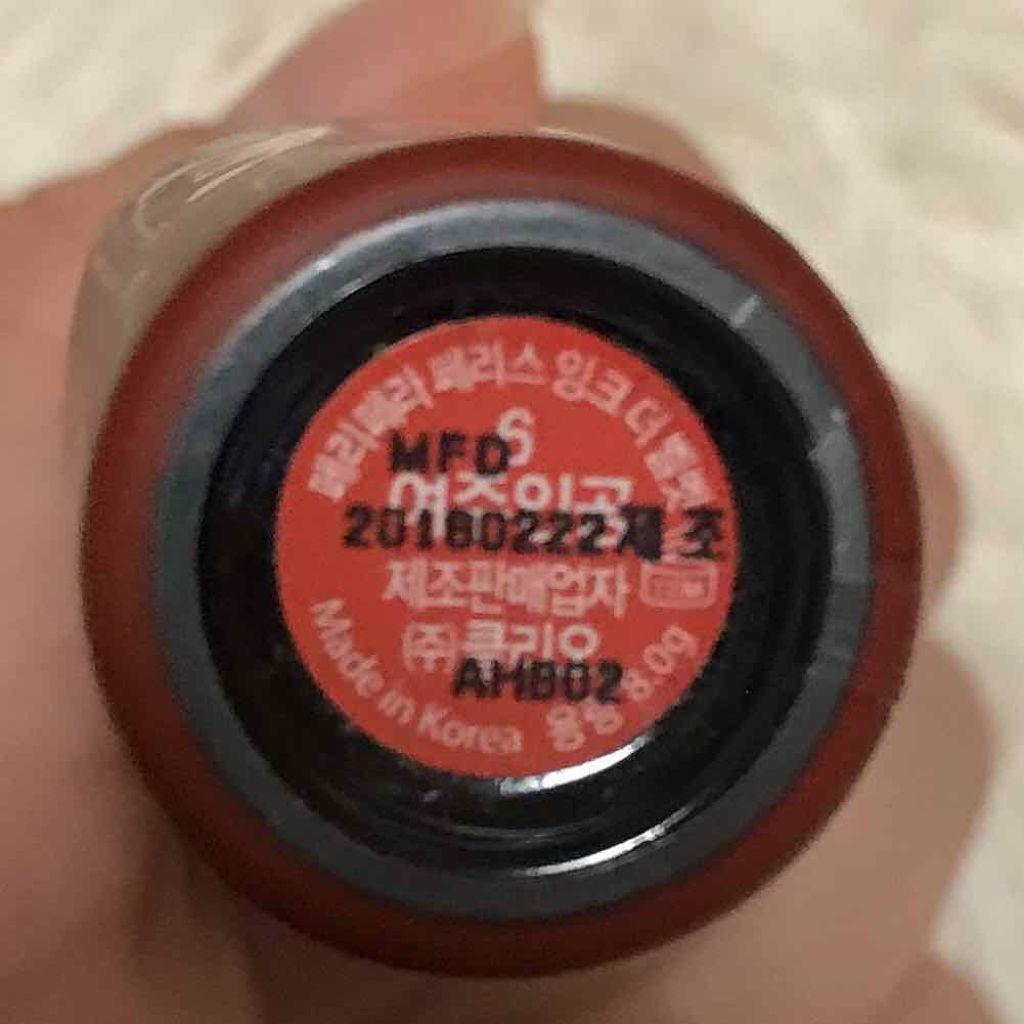 페리페라 페리스 잉크 더 벨벳
6
MFD
여주인공
20180222제조
제조판매업자
(주)클리오
AHB02
Made in Korea 용량 8.0g